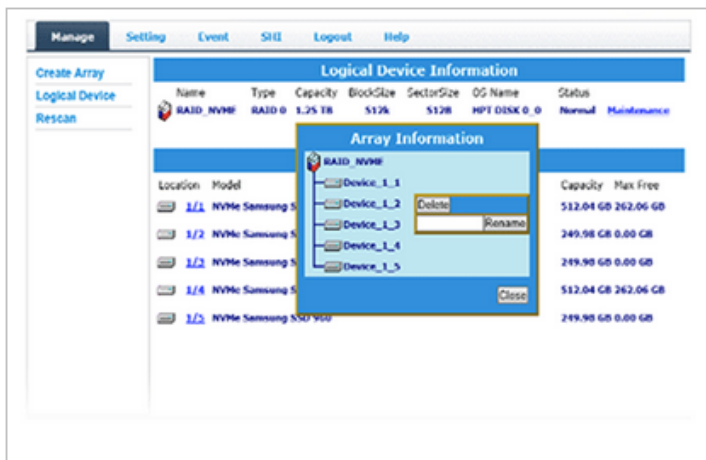 Manage Setting Event SHI Logout Help
Create Array
Logical Device
Rescan
Logical Device Information
Name Type Capacity BlockSize SectorSize OS Name Status
RAID_NVME RAID 0 1.25 TB 512k 512B HPT DISK 0_0 Normal Maintenance
Array Information
RAID_NVME
Device_1_1
Device_1_2
Device_1_3
Device_1_4
Device_1_5
Delete
Rename
Close
Location Model Capacity Max Free
1/1 NVMe Samsung S 512.04 GB 262.06 GB
1/2 NVMe Samsung S 249.98 GB 0.00 GB
1/3 NVMe Samsung S 249.98 GB 0.00 GB
1/4 NVMe Samsung S 512.04 GB 262.06 GB
1/5 NVMe Samsung SSD 960 249.98 GB 0.00 GB